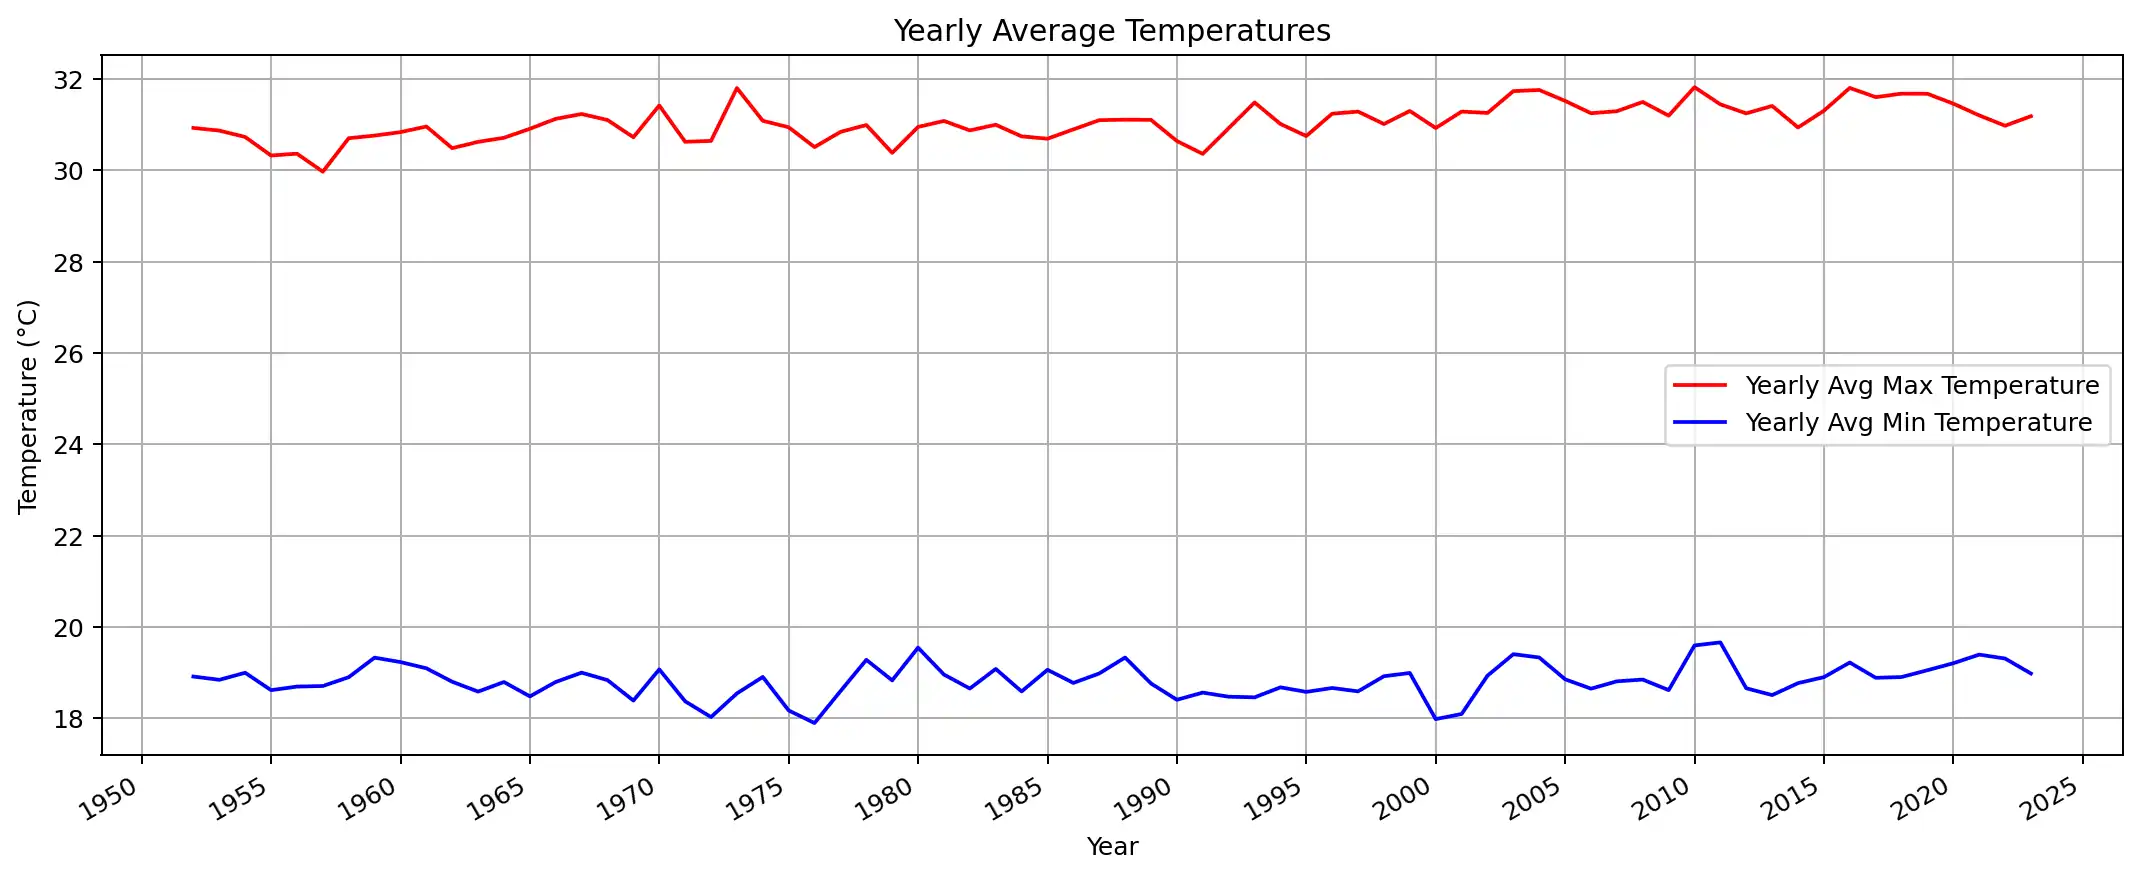 Yearly Average Temperatures
32
30
28
26
24
22
20
18
Temperature (°C)
Yearly Avg Max Temperature
Yearly Avg Min Temperature
1950 1955 1960 1965 1970 1975 1980 1985 1990 1995 2000 2005 2010 2015 2020 2025
Year